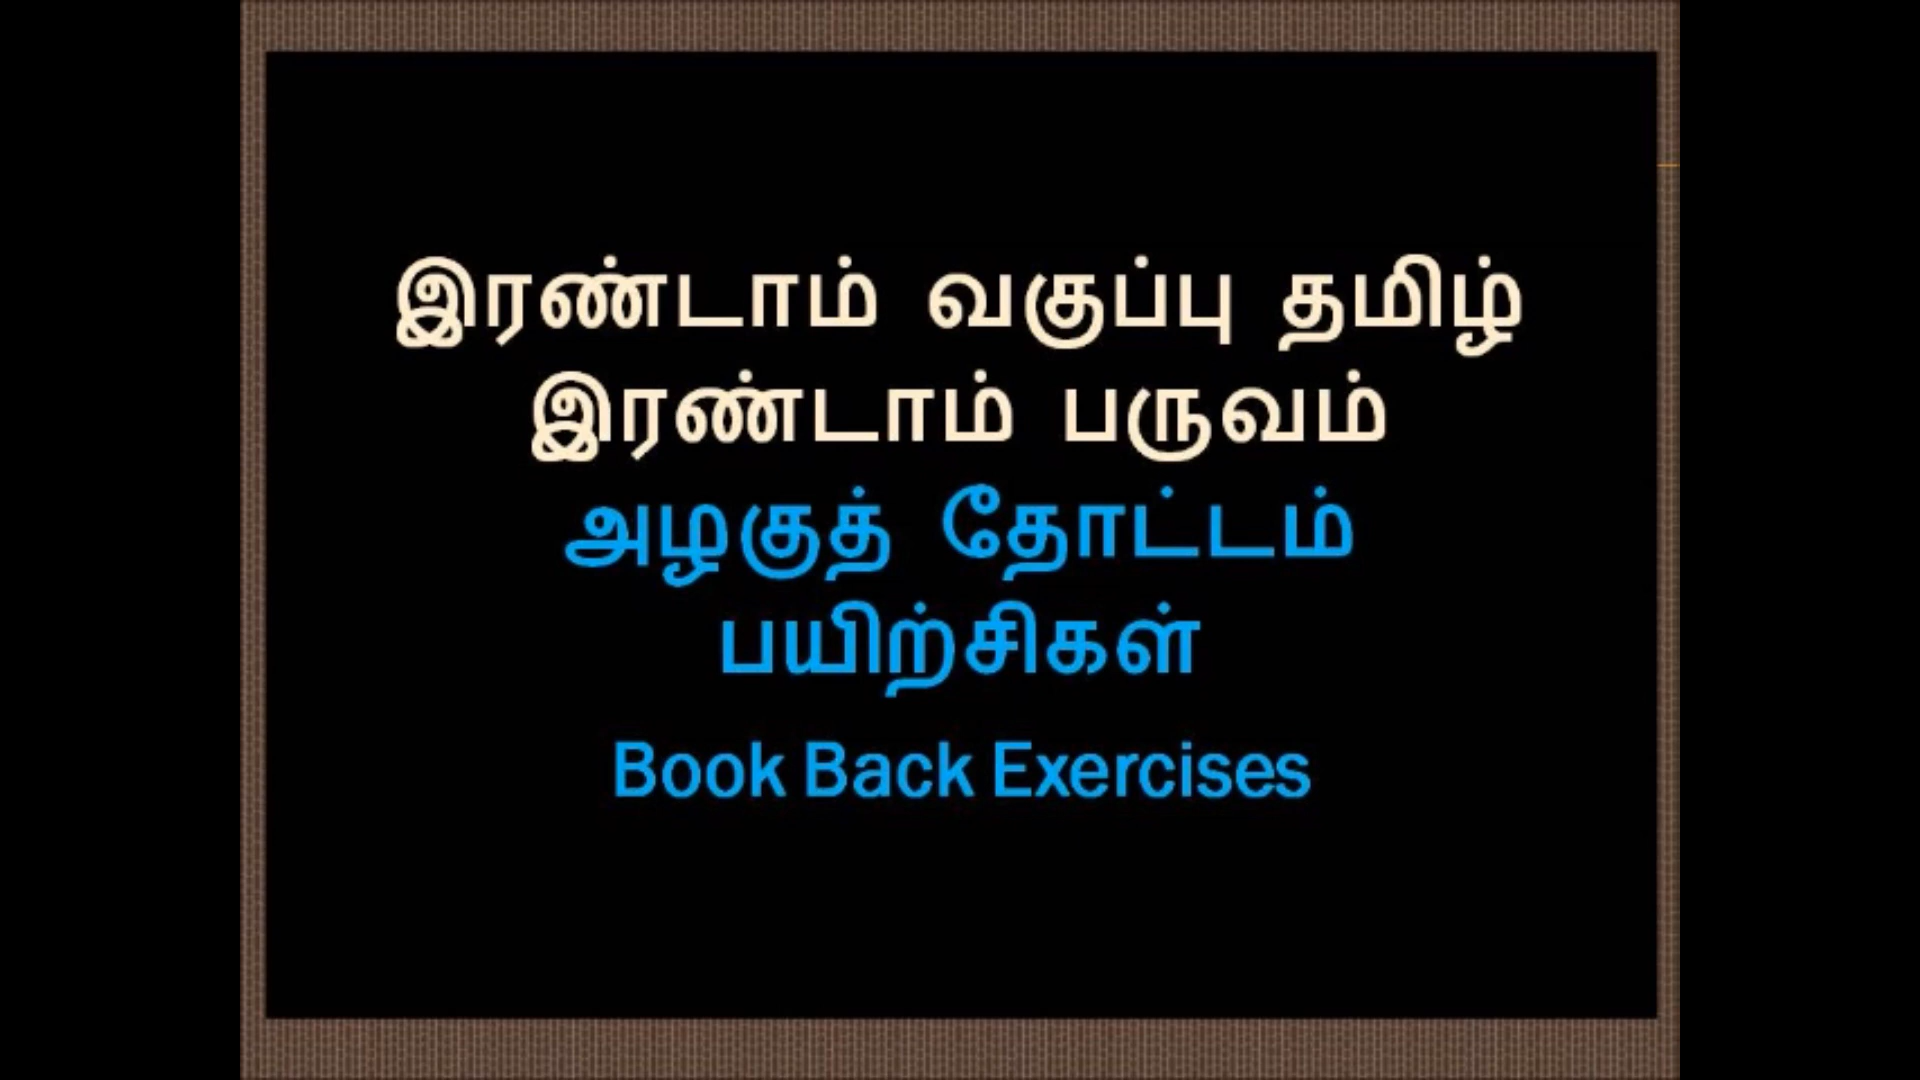 இரண்டாம் வகுப்பு தமிழ்
இரண்டாம் பருவம்
அழகுத் தோட்டம்
பயிற்சிகள்
Book Back Exercises